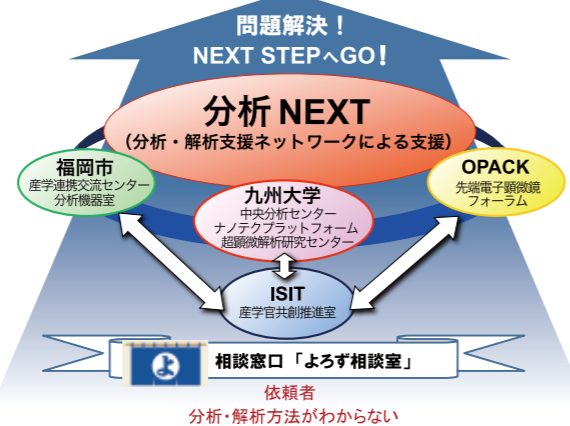 問題解決！
NEXT STEPへGO！
分析 NEXT
（分析・解析支援ネットワークによる支援）
福岡市
産学連携交流センター
分析機器室
九州大学
中央分析センター
ナノテクプラットフォーム
超顕微解析研究センター
OPACK
先端電子顕微鏡
フォーラム
ISIT
産学官共創推進室
よ
相談窓口「よろず相談室」
依頼者
分析・解析方法がわからない